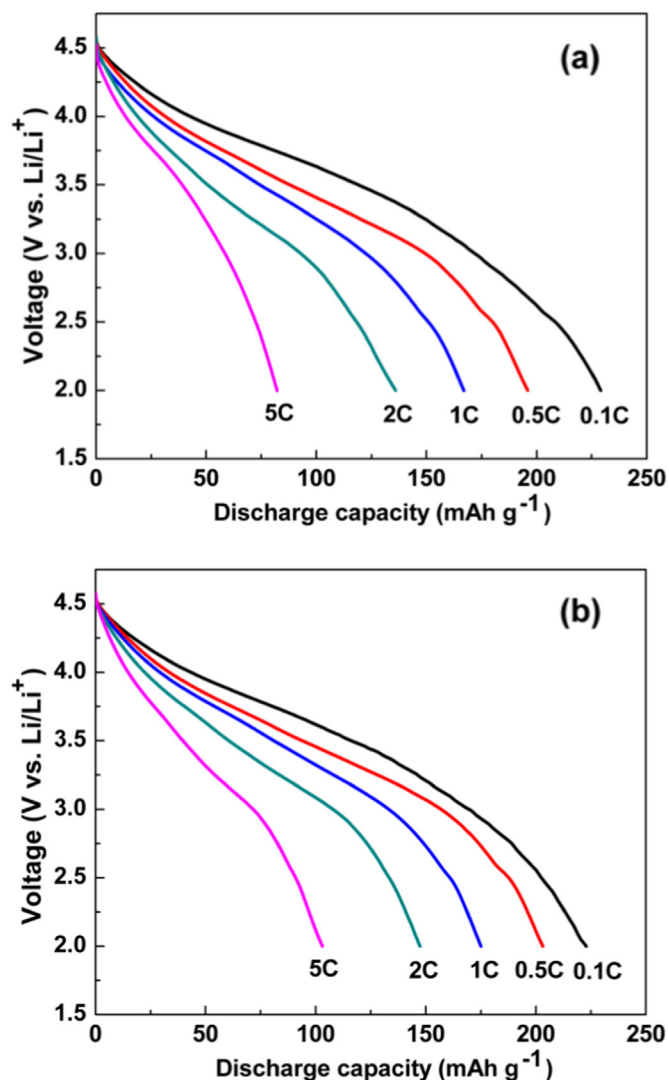 (a)
Voltage (V vs. Li/Li⁺)
4.5
4.0
3.5
3.0
2.5
2.0
1.5
5C 2C 1C 0.5C 0.1C
0 50 100 150 200 250
Discharge capacity (mAh g⁻¹)
(b)
Voltage (V vs. Li/Li⁺)
4.5
4.0
3.5
3.0
2.5
2.0
1.5
5C 2C 1C 0.5C 0.1C
0 50 100 150 200 250
Discharge capacity (mAh g⁻¹)